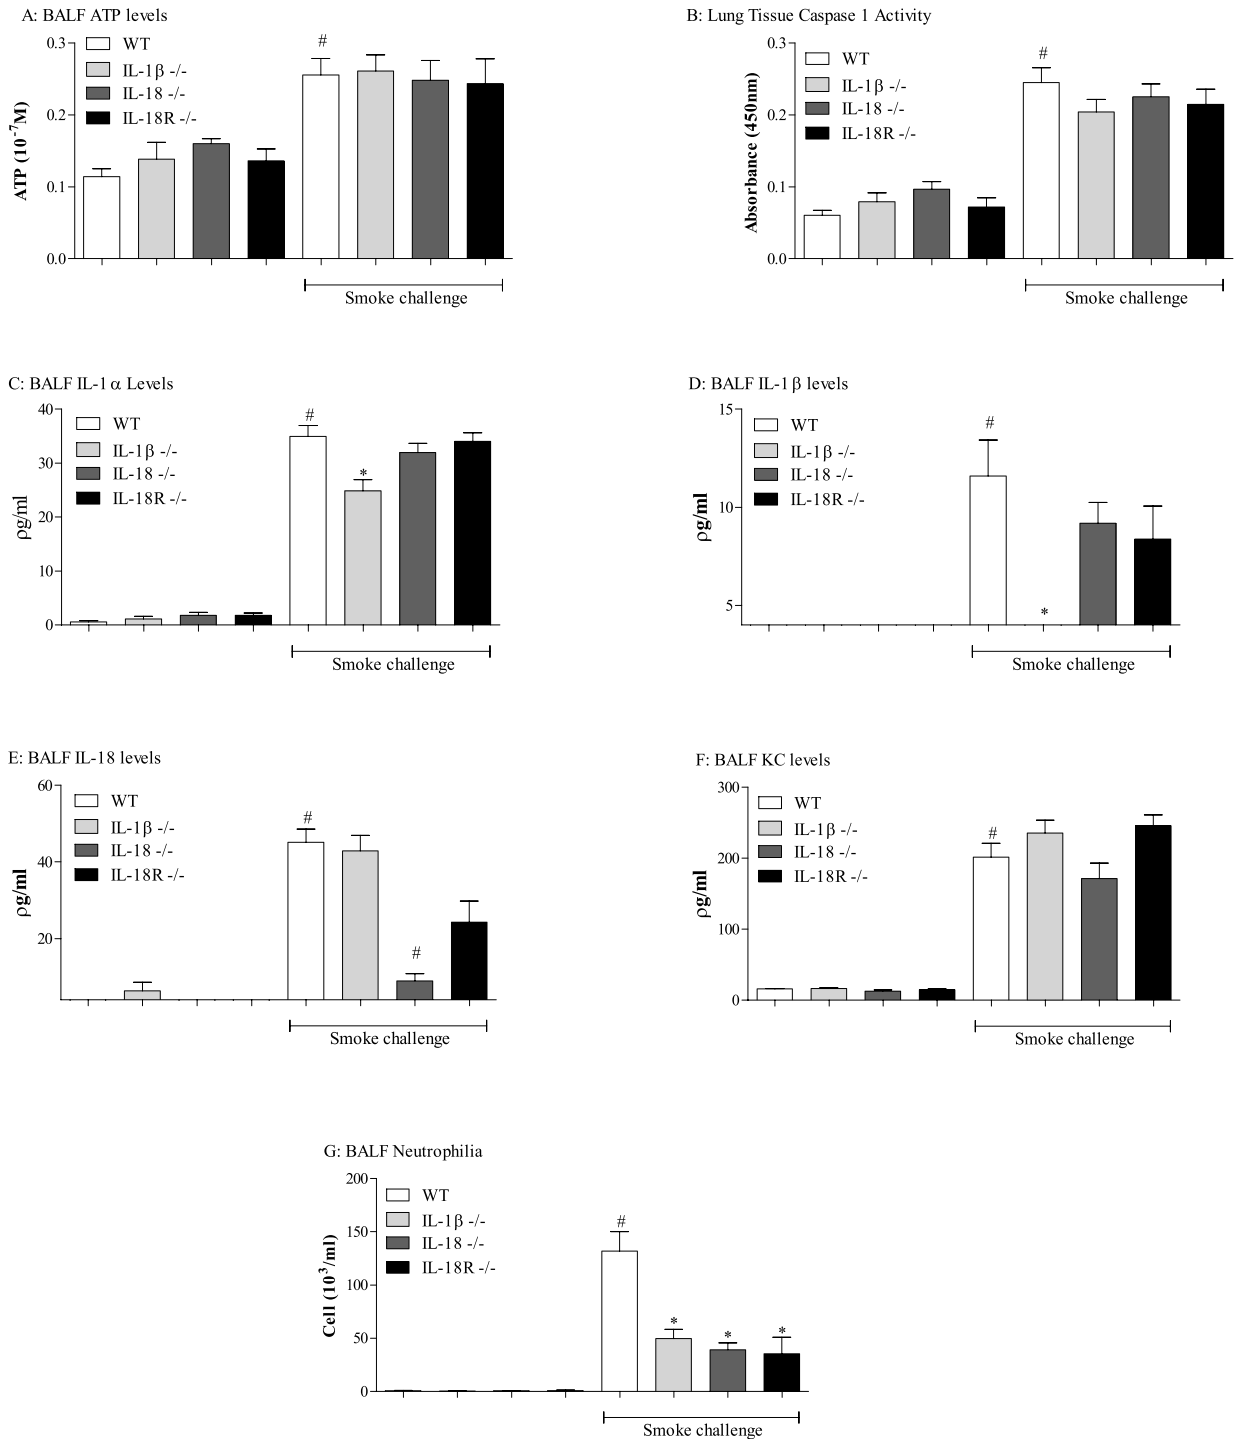 A: BALF ATP levels
0.3
0.2
0.1
0.0
ATP (10⁻⁷M)
WT
IL-1β -/-
IL-18 -/-
IL-18R -/-
#
Smoke challenge
B: Lung Tissue Caspase 1 Activity
0.3
0.2
0.1
0.0
Absorbance (450nm)
WT
IL-1β -/-
IL-18 -/-
IL-18R -/-
#
Smoke challenge
C: BALF IL-1α Levels
40
30
20
10
0
ρg/ml
WT
IL-1β -/-
IL-18 -/-
IL-18R -/-
#
*
Smoke challenge
D: BALF IL-1β levels
15
10
5
ρg/ml
WT
IL-1β -/-
IL-18 -/-
IL-18R -/-
#
*
Smoke challenge
E: BALF IL-18 levels
60
40
20
ρg/ml
WT
IL-1β -/-
IL-18 -/-
IL-18R -/-
#
#
Smoke challenge
F: BALF KC levels
300
200
100
0
ρg/ml
WT
IL-1β -/-
IL-18 -/-
IL-18R -/-
#
Smoke challenge
G: BALF Neutrophilia
200
150
100
50
0
Cell (10³/ml)
WT
IL-1β -/-
IL-18 -/-
IL-18R -/-
#
* * *
Smoke challenge